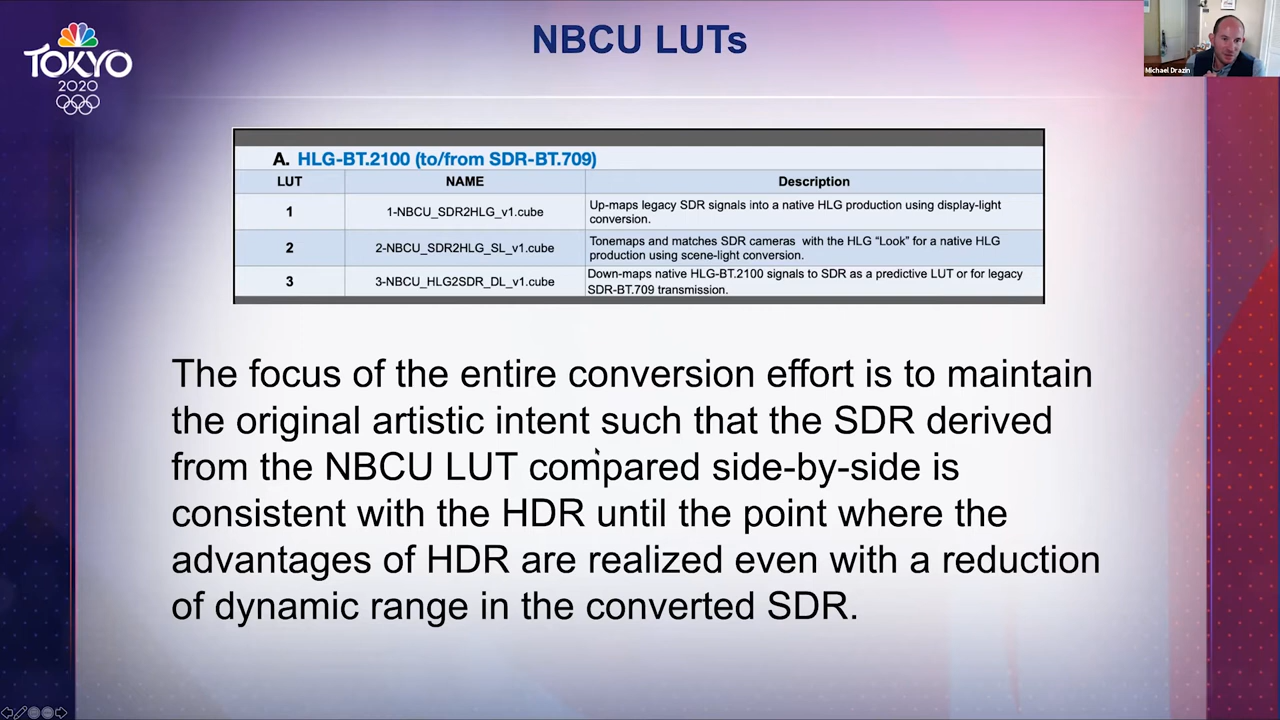 NBCU LUTs
TOKYO
2020
Michael Drazin
A. HLG-BT.2100 (to/from SDR-BT.709)
LUT NAME Description
1 1-NBCU_SDR2HLG_v1.cube Up-maps legacy SDR signals into a native HLG production using display-light
conversion.
2 2-NBCU_SDR2HLG_SL_v1.cube Tonemaps and matches SDR cameras with the HLG “Look” for a native HLG
production using scene-light conversion.
3 3-NBCU_HLG2SDR_DL_v1.cube Down-maps native HLG-BT.2100 signals to SDR as a predictive LUT or for legacy
SDR-BT.709 transmission.
The focus of the entire conversion effort is to maintain
the original artistic intent such that the SDR derived
from the NBCU LUT compared side-by-side is
consistent with the HDR until the point where the
advantages of HDR are realized even with a reduction
of dynamic range in the converted SDR.